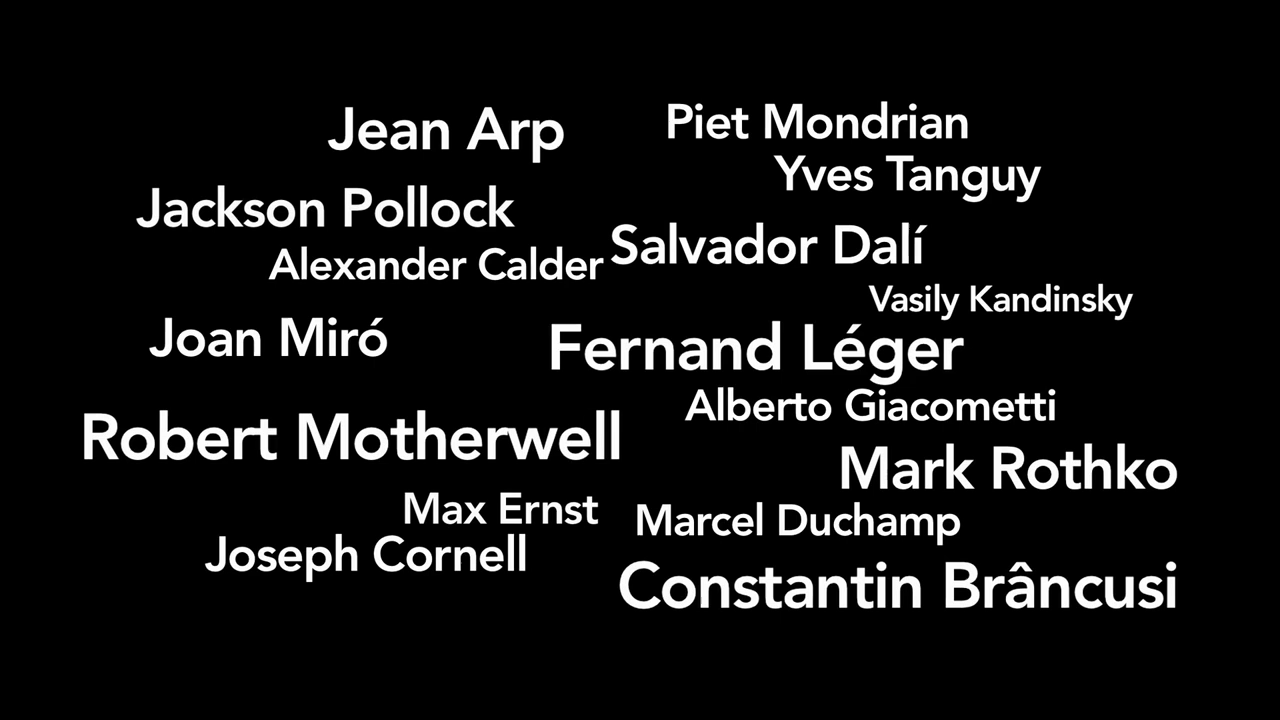 Jean Arp
Piet Mondrian
Yves Tanguy
Jackson Pollock
Salvador Dalí
Alexander Calder
Vasily Kandinsky
Joan Miró
Fernand Léger
Alberto Giacometti
Robert Motherwell
Mark Rothko
Max Ernst
Marcel Duchamp
Joseph Cornell
Constantin Brâncusi